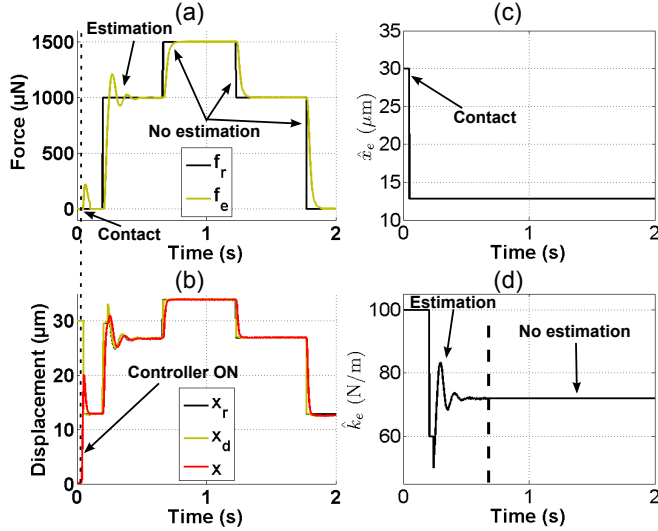 (a)
1500
1000
500
0
Force (µN)
Estimation
No estimation
f_r
f_e
Contact
0
1
2
Time (s)
(c)
35
30
25
20
15
10
x̂_e (µm)
Contact
0
1
2
Time (s)
(b)
30
20
10
0
Displacement (µm)
Controller ON
x_r
x_d
x
0
1
2
Time (s)
(d)
100
80
60
k̂_e (N/m)
Estimation
No estimation
0
1
2
Time (s)